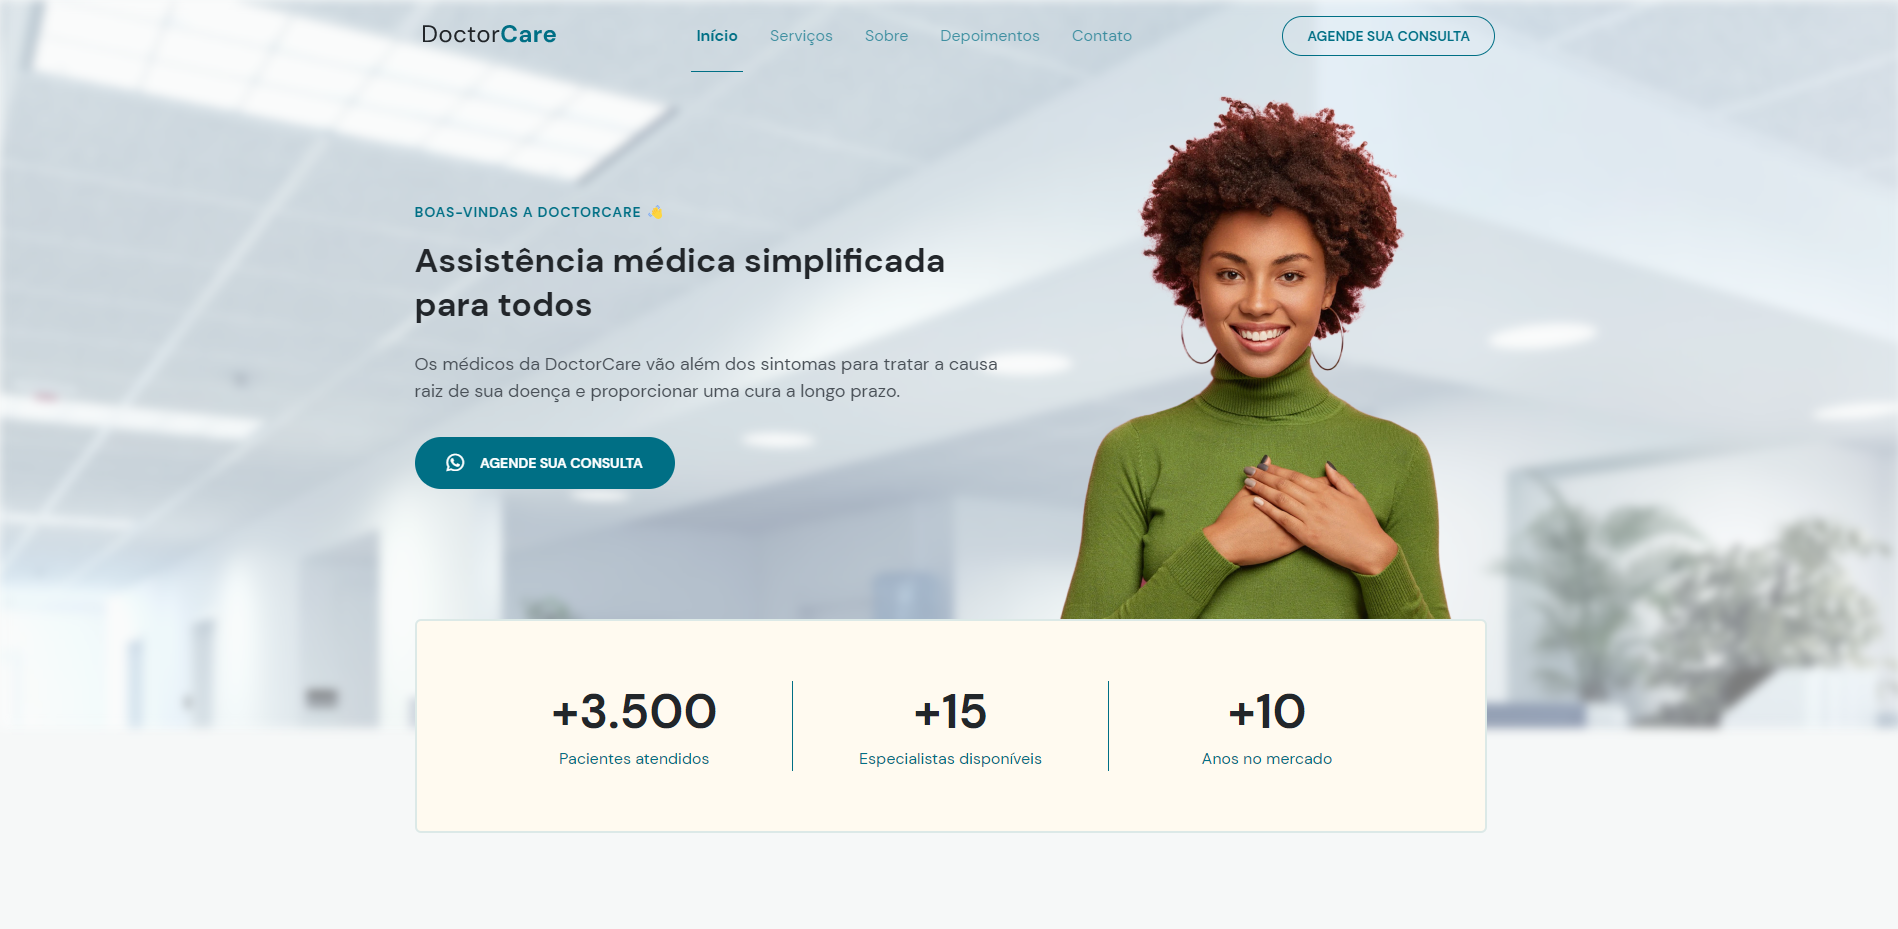 DoctorCare
Início
Serviços
Sobre
Depoimentos
Contato
AGENDE SUA CONSULTA
BOAS-VINDAS A DOCTORCARE 👋
Assistência médica simplificada
para todos
Os médicos da DoctorCare vão além dos sintomas para tratar a causa
raiz de sua doença e proporcionar uma cura a longo prazo.
AGENDE SUA CONSULTA
+3.500
Pacientes atendidos
+15
Especialistas disponíveis
+10
Anos no mercado